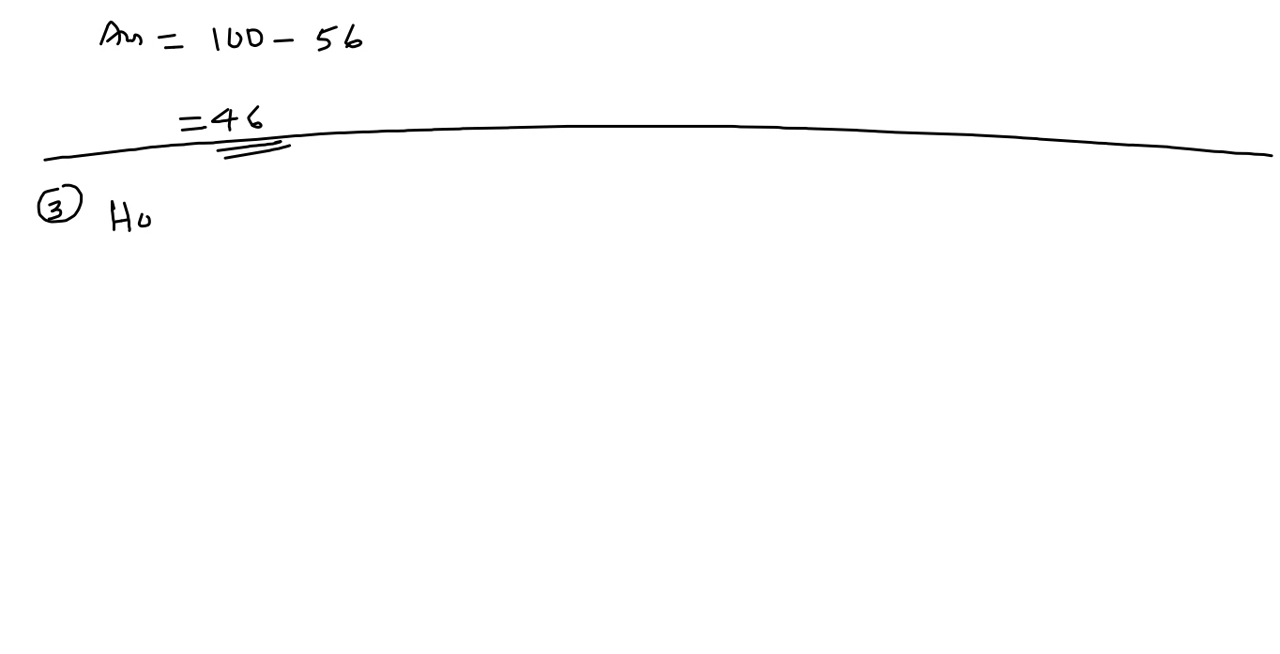 Ans = 100 - 56
= 46
③ Ho